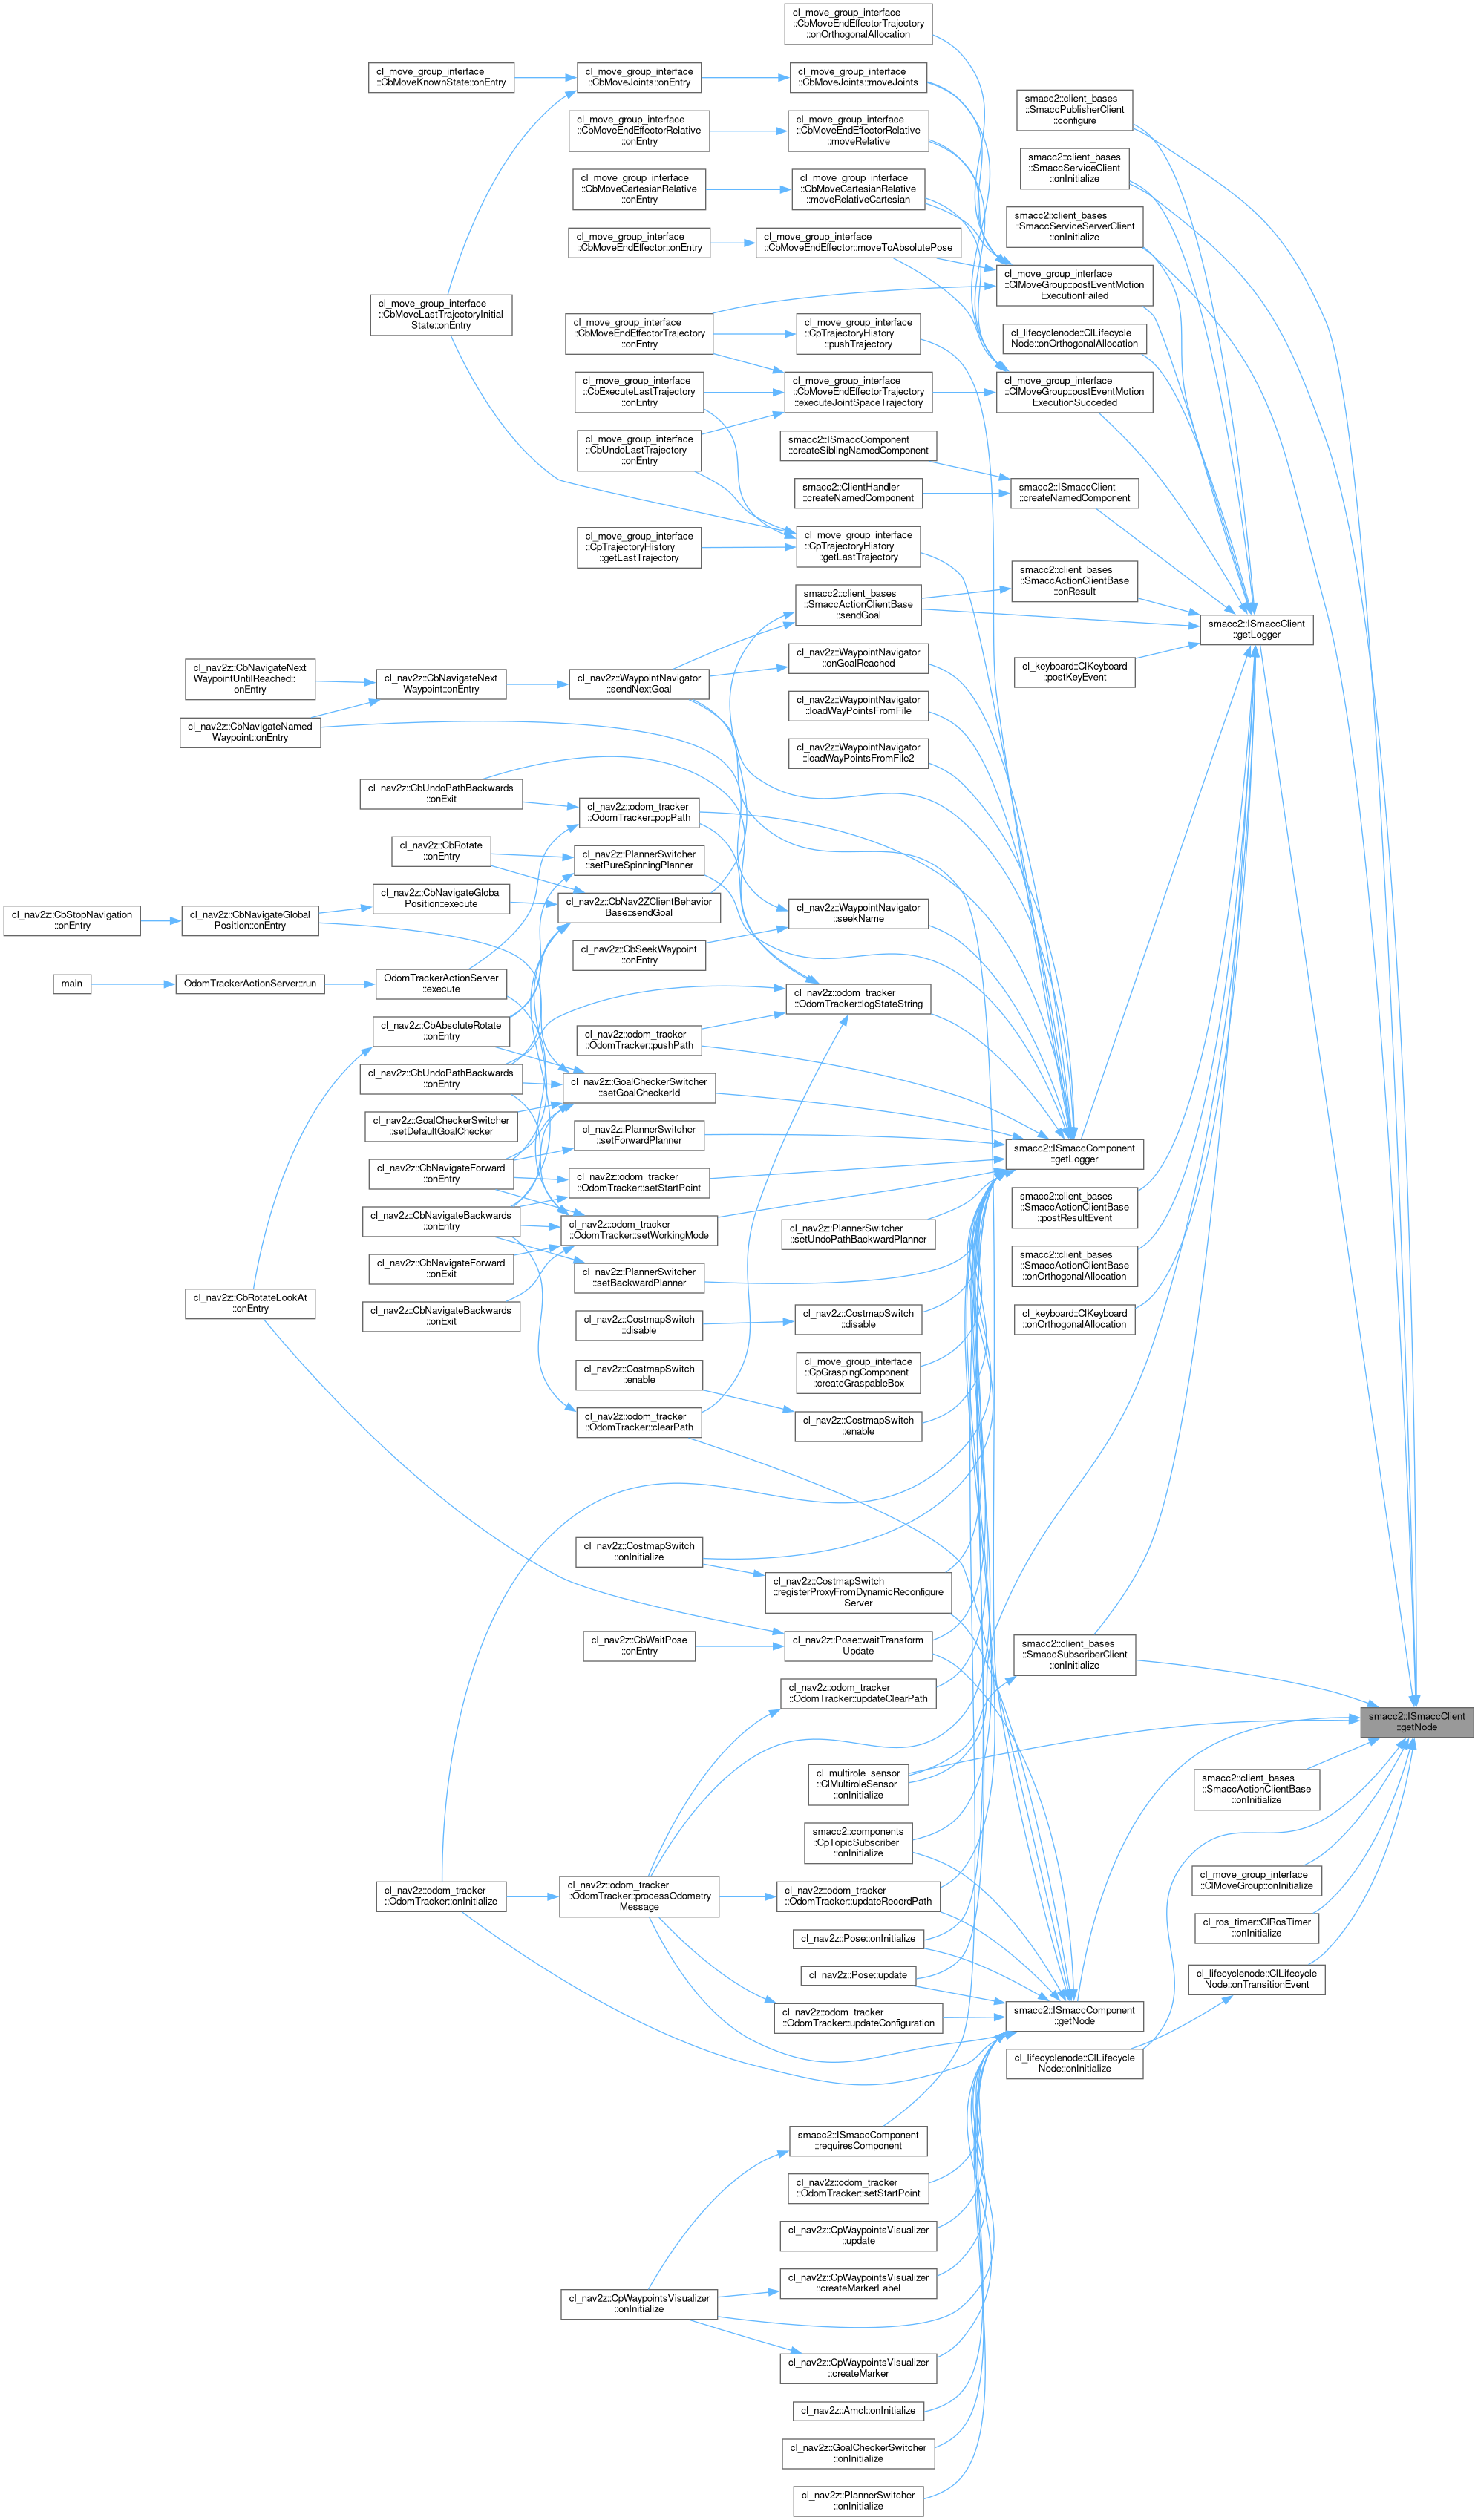 cl_move_group_interface
::CbMoveEndEffectorTrajectory
::onOrthogonalAllocation
cl_move_group_interface
::CbMoveKnownState::onEntry
cl_move_group_interface
::CbMoveJoints::onEntry
cl_move_group_interface
::CbMoveJoints::moveJoints
smacc2::client_bases
::SmaccPublisherClient
::configure
cl_move_group_interface
::CbMoveEndEffectorRelative
::onEntry
cl_move_group_interface
::CbMoveEndEffectorRelative
::moveRelative
smacc2::client_bases
::SmaccServiceClient
::onInitialize
cl_move_group_interface
::CbMoveCartesianRelative
::onEntry
cl_move_group_interface
::CbMoveCartesianRelative
::moveRelativeCartesian
smacc2::client_bases
::SmaccServiceServerClient
::onInitialize
cl_move_group_interface
::CbMoveEndEffector::onEntry
cl_move_group_interface
::CbMoveEndEffector::moveToAbsolutePose
cl_move_group_interface
::ClMoveGroup::postEventMotion
ExecutionFailed
cl_move_group_interface
::CbMoveLastTrajectoryInitial
State::onEntry
cl_move_group_interface
::CbMoveEndEffectorTrajectory
::onEntry
cl_move_group_interface
::CpTrajectoryHistory
::pushTrajectory
cl_lifecyclenode::ClLifecycle
Node::onOrthogonalAllocation
cl_move_group_interface
::CbExecuteLastTrajectory
::onEntry
cl_move_group_interface
::CbMoveEndEffectorTrajectory
::executeJointSpaceTrajectory
cl_move_group_interface
::ClMoveGroup::postEventMotion
ExecutionSucceded
cl_move_group_interface
::CbUndoLastTrajectory
::onEntry
smacc2::ISmaccComponent
::createSiblingNamedComponent
smacc2::ClientHandler
::createNamedComponent
smacc2::ISmaccClient
::createNamedComponent
cl_move_group_interface
::CpTrajectoryHistory
::getLastTrajectory
cl_move_group_interface
::CpTrajectoryHistory
::getLastTrajectory
smacc2::client_bases
::SmaccActionClientBase
::onResult
smacc2::client_bases
::SmaccActionClientBase
::sendGoal
smacc2::ISmaccClient
::getLogger
cl_nav2z::CbNavigateNext
WaypointUntilReached::
onEntry
cl_nav2z::CbNavigateNext
Waypoint::onEntry
cl_nav2z::WaypointNavigator
::sendNextGoal
cl_nav2z::WaypointNavigator
::onGoalReached
cl_keyboard::ClKeyboard
::postKeyEvent
cl_nav2z::CbNavigateNamed
Waypoint::onEntry
cl_nav2z::WaypointNavigator
::loadWayPointsFromFile
cl_nav2z::WaypointNavigator
::loadWayPointsFromFile2
cl_nav2z::CbUndoPathBackwards
::onExit
cl_nav2z::odom_tracker
::OdomTracker::popPath
cl_nav2z::CbRotate
::onEntry
cl_nav2z::PlannerSwitcher
::setPureSpinningPlanner
cl_nav2z::CbStopNavigation
::onEntry
cl_nav2z::CbNavigateGlobal
Position::onEntry
cl_nav2z::CbNavigateGlobal
Position::execute
cl_nav2z::CbNav2ZClientBehavior
Base::sendGoal
cl_nav2z::WaypointNavigator
::seekName
cl_nav2z::CbSeekWaypoint
::onEntry
main
OdomTrackerActionServer::run
OdomTrackerActionServer
::execute
cl_nav2z::odom_tracker
::OdomTracker::logStateString
cl_nav2z::CbAbsoluteRotate
::onEntry
cl_nav2z::odom_tracker
::OdomTracker::pushPath
cl_nav2z::CbUndoPathBackwards
::onEntry
cl_nav2z::GoalCheckerSwitcher
::setGoalCheckerId
cl_nav2z::GoalCheckerSwitcher
::setDefaultGoalChecker
cl_nav2z::PlannerSwitcher
::setForwardPlanner
smacc2::ISmaccComponent
::getLogger
cl_nav2z::CbNavigateForward
::onEntry
cl_nav2z::odom_tracker
::OdomTracker::setStartPoint
smacc2::client_bases
::SmaccActionClientBase
::postResultEvent
cl_nav2z::CbNavigateBackwards
::onEntry
cl_nav2z::odom_tracker
::OdomTracker::setWorkingMode
cl_nav2z::PlannerSwitcher
::setUndoPathBackwardPlanner
smacc2::client_bases
::SmaccActionClientBase
::onOrthogonalAllocation
cl_nav2z::CbNavigateForward
::onExit
cl_nav2z::PlannerSwitcher
::setBackwardPlanner
cl_nav2z::CbRotateLookAt
::onEntry
cl_nav2z::CbNavigateBackwards
::onExit
cl_nav2z::CostmapSwitch
::disable
cl_nav2z::CostmapSwitch
::disable
cl_keyboard::ClKeyboard
::onOrthogonalAllocation
cl_nav2z::CostmapSwitch
::enable
cl_move_group_interface
::CpGraspingComponent
::createGraspableBox
cl_nav2z::odom_tracker
::OdomTracker::clearPath
cl_nav2z::CostmapSwitch
::enable
cl_nav2z::CostmapSwitch
::onInitialize
cl_nav2z::CostmapSwitch
::registerProxyFromDynamicReconfigure
Server
cl_nav2z::CbWaitPose
::onEntry
cl_nav2z::Pose::waitTransform
Update
smacc2::client_bases
::SmaccSubscriberClient
::onInitialize
cl_nav2z::odom_tracker
::OdomTracker::updateClearPath
smacc2::ISmaccClient
::getNode
cl_multirole_sensor
::ClMultiroleSensor
::onInitialize
smacc2::client_bases
::SmaccActionClientBase
::onInitialize
smacc2::components
::CpTopicSubscriber
::onInitialize
cl_move_group_interface
::ClMoveGroup::onInitialize
cl_nav2z::odom_tracker
::OdomTracker::onInitialize
cl_nav2z::odom_tracker
::OdomTracker::processOdometry
Message
cl_nav2z::odom_tracker
::OdomTracker::updateRecordPath
cl_ros_timer::ClRosTimer
::onInitialize
cl_nav2z::Pose::onInitialize
cl_nav2z::Pose::update
cl_lifecyclenode::ClLifecycle
Node::onTransitionEvent
cl_nav2z::odom_tracker
::OdomTracker::updateConfiguration
smacc2::ISmaccComponent
::getNode
cl_lifecyclenode::ClLifecycle
Node::onInitialize
smacc2::ISmaccComponent
::requiresComponent
cl_nav2z::odom_tracker
::OdomTracker::setStartPoint
cl_nav2z::CpWaypointsVisualizer
::update
cl_nav2z::CpWaypointsVisualizer
::createMarkerLabel
cl_nav2z::CpWaypointsVisualizer
::onInitialize
cl_nav2z::CpWaypointsVisualizer
::createMarker
cl_nav2z::Amcl::onInitialize
cl_nav2z::GoalCheckerSwitcher
::onInitialize
cl_nav2z::PlannerSwitcher
::onInitialize